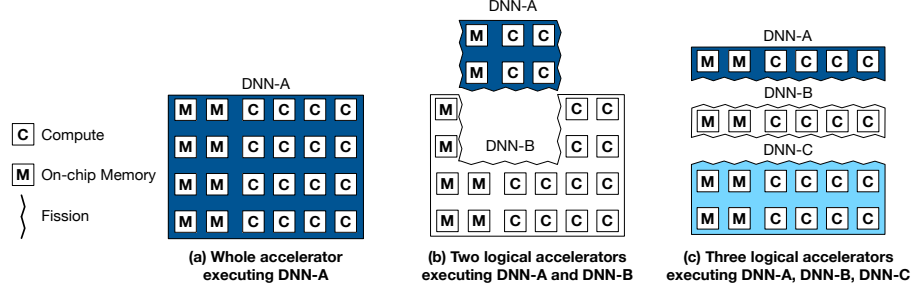 C Compute
M On-chip Memory
Fission
DNN-A
M M C C C C
M M C C C C
M M C C C C
M M C C C C
(a) Whole accelerator
executing DNN-A
DNN-A
M C C
M C C
M C C
M DNN-B C C
M M C C C C
M M C C C C
(b) Two logical accelerators
executing DNN-A and DNN-B
DNN-A
M M C C C C
DNN-B
M M C C C C
DNN-C
M M C C C C
M M C C C C
(c) Three logical accelerators
executing DNN-A, DNN-B, DNN-C